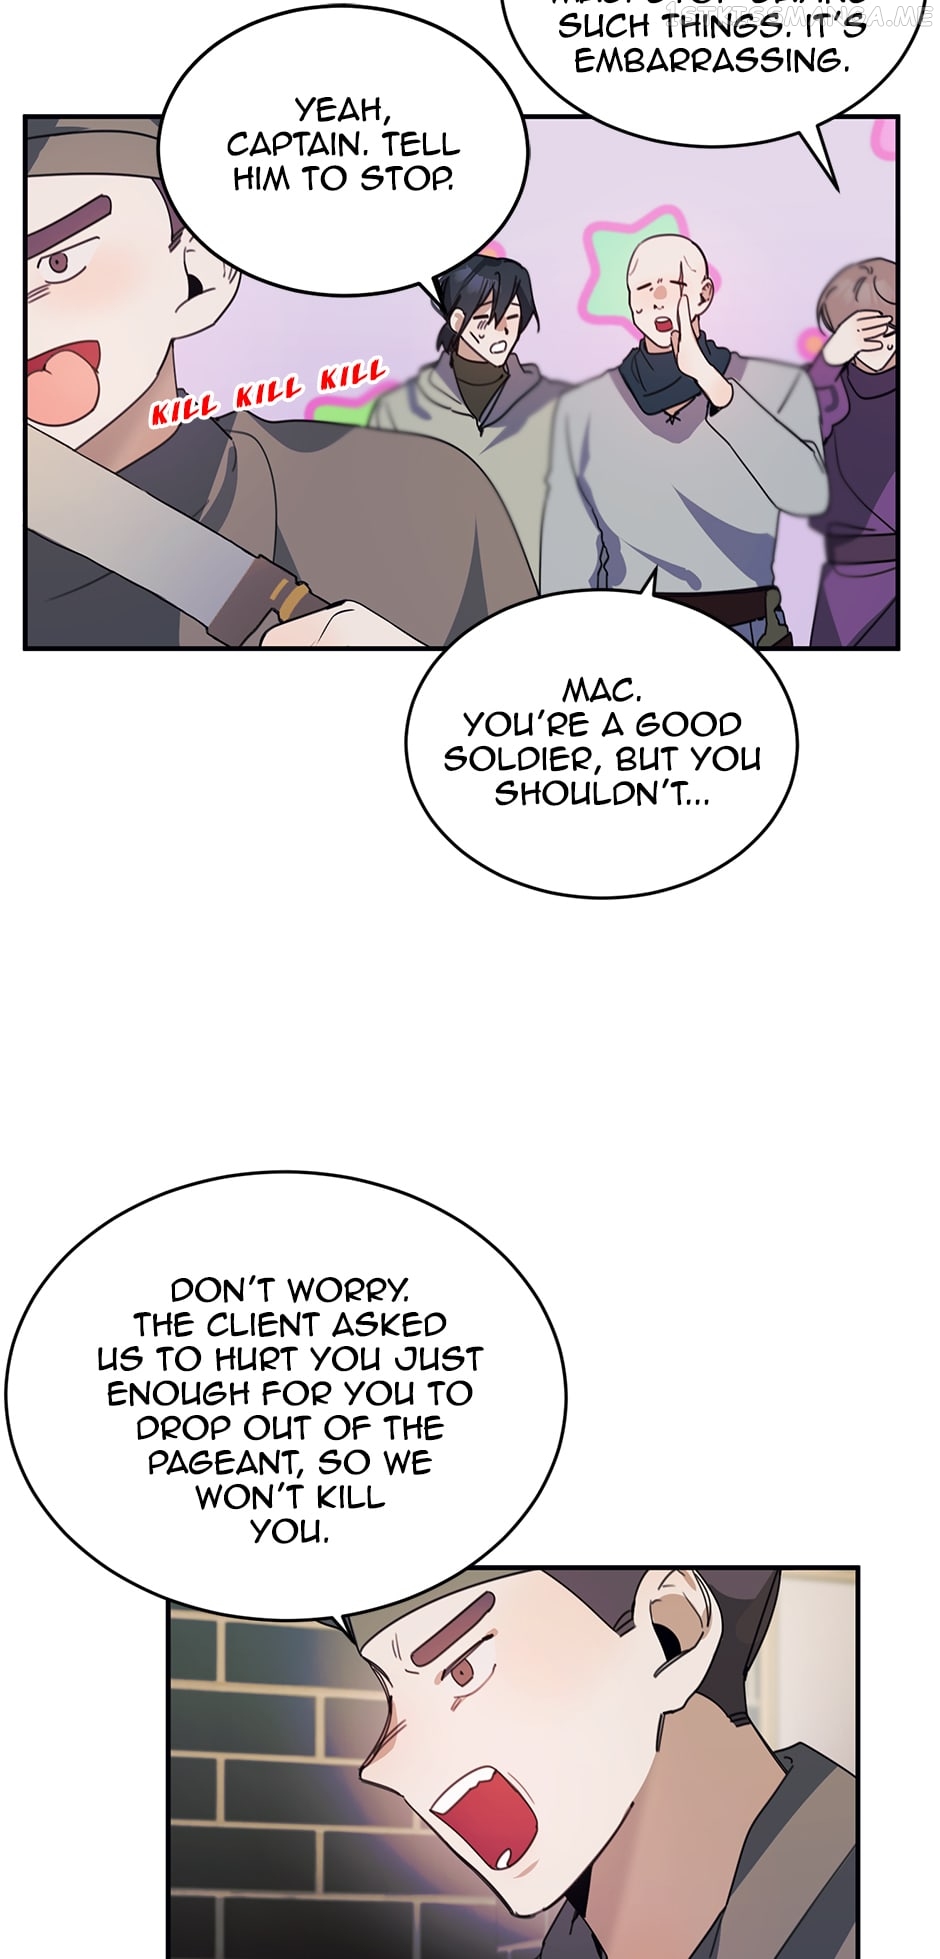 1STKISSMANGA.ME
SUCH THINGS. IT'S
EMBARRASSING.
YEAH,
CAPTAIN. TELL
HIM TO STOP.
KILL KILL KILL
MAC.
YOU'RE A GOOD
SOLDIER, BUT YOU
SHOULDN'T...
DON'T WORRY.
THE CLIENT ASKED
US TO HURT YOU JUST
ENOUGH FOR YOU TO
DROP OUT OF THE
PAGEANT, SO WE
WON'T KILL
YOU.